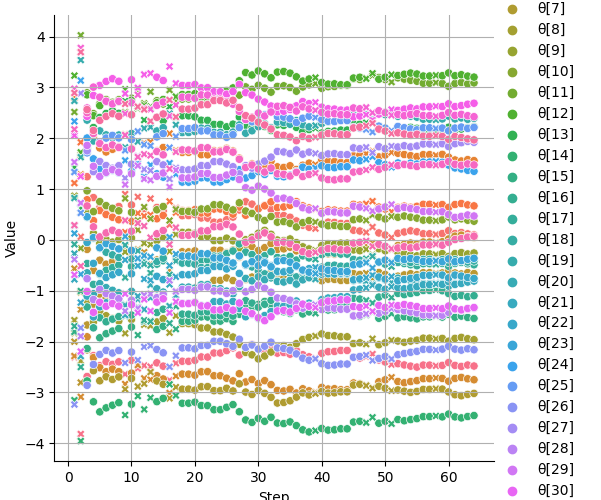 4
3
2
1
0
−1
−2
−3
−4
Value
0 10 20 30 40 50 60
Step
θ[7]
θ[8]
θ[9]
θ[10]
θ[11]
θ[12]
θ[13]
θ[14]
θ[15]
θ[16]
θ[17]
θ[18]
θ[19]
θ[20]
θ[21]
θ[22]
θ[23]
θ[24]
θ[25]
θ[26]
θ[27]
θ[28]
θ[29]
θ[30]